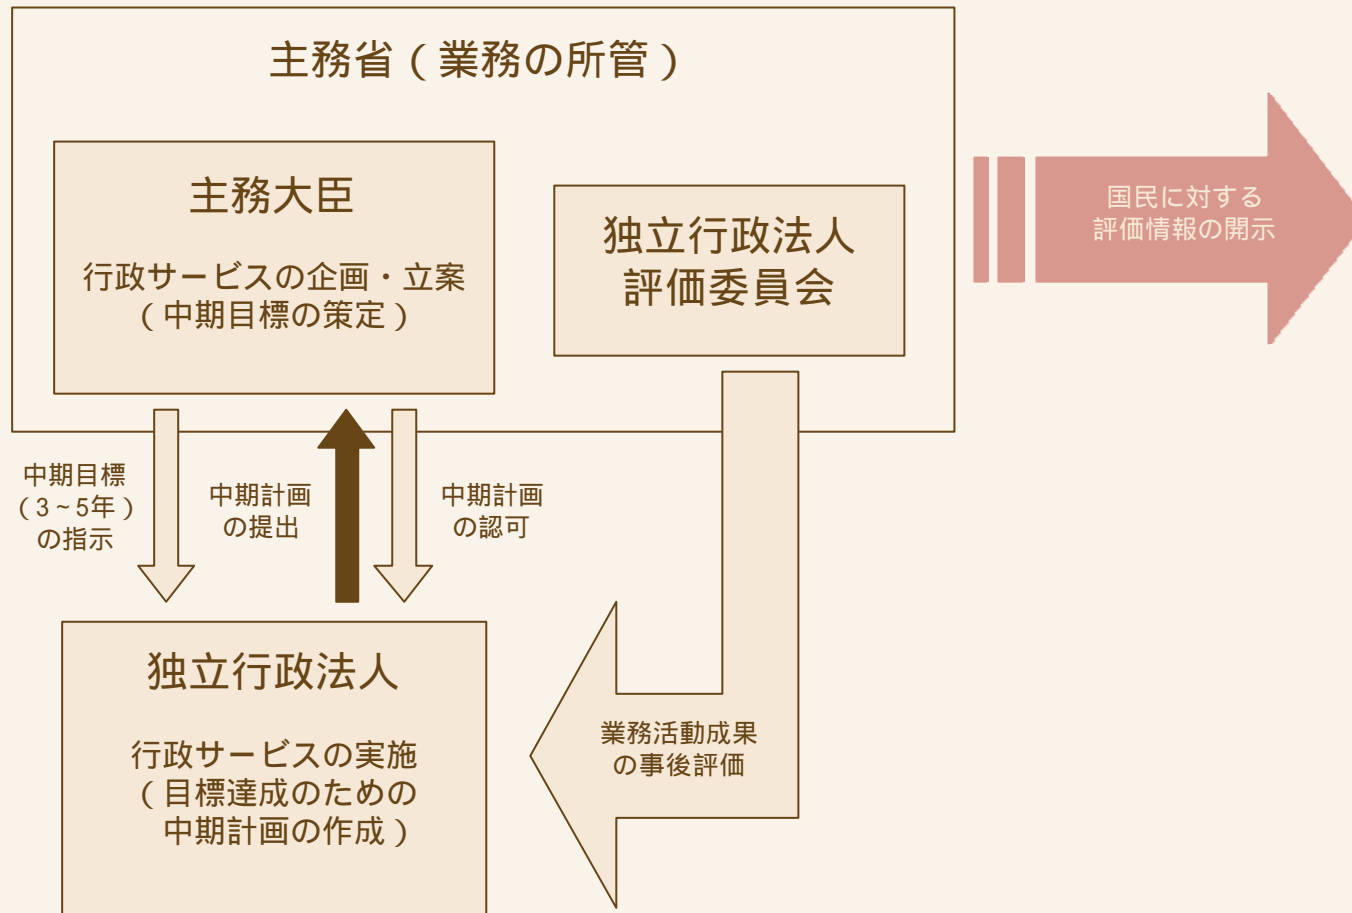 主務省（業務の所管）
主務大臣
行政サービスの企画・立案
（中期目標の策定）
独立行政法人
評価委員会
国民に対する
評価情報の開示
中期目標
（3~5年）
の指示
中期計画
の提出
中期計画
の認可
独立行政法人
行政サービスの実施
（目標達成のための
中期計画の作成）
業務活動成果
の事後評価